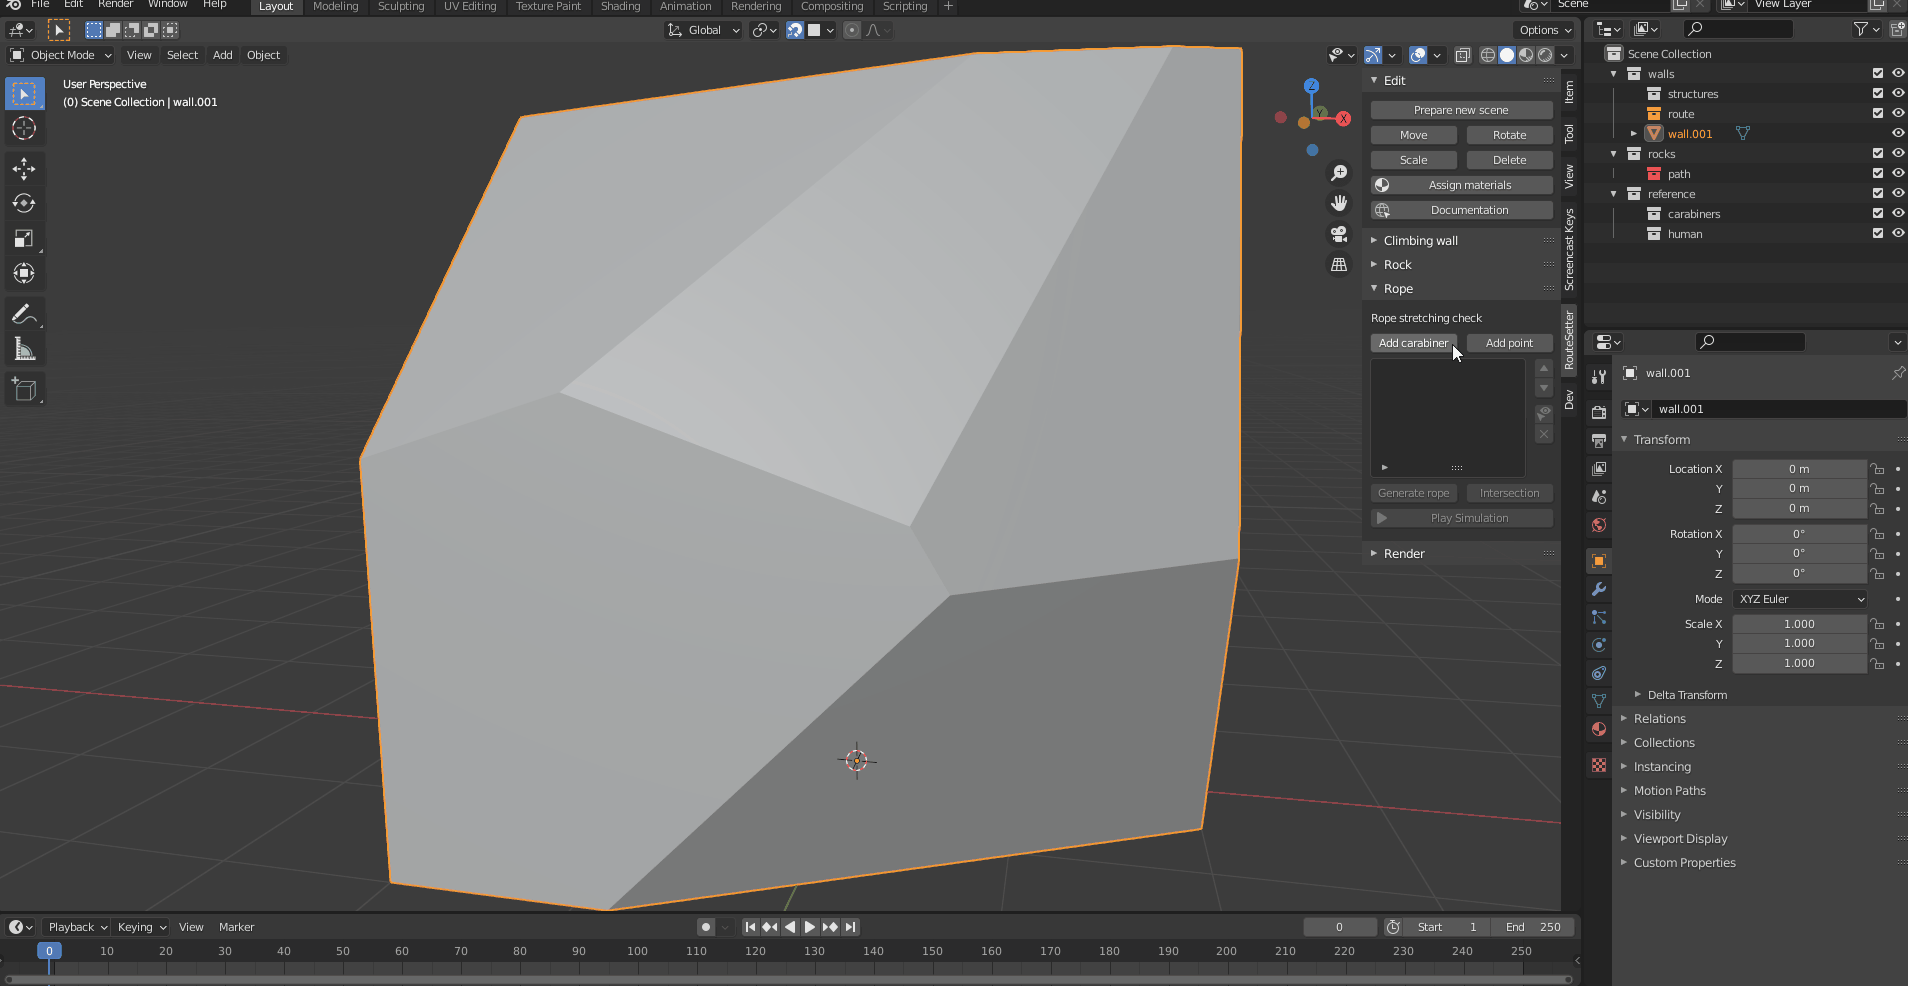 File Edit Render Window Help Layout Modeling Sculpting UV Editing Texture Paint Shading Animation Rendering Compositing Scripting + Scene View Layer
Global Options
Object Mode View Select Add Object
User Perspective
(0) Scene Collection | wall.001
Z
Y
X
Edit
Prepare new scene
Move Rotate
Scale Delete
Assign materials
Documentation
Climbing wall
Rock
Rope
Rope stretching check
Add carabiner Add point
Generate rope Intersection
Play Simulation
Render
Item
Tool
View
Screencast Keys
RouteSetter
Dev
Scene Collection
walls
structures
route
wall.001
rocks
path
reference
carabiners
human
wall.001
wall.001
Transform
Location X 0 m
Y 0 m
Z 0 m
Rotation X 0°
Y 0°
Z 0°
Mode XYZ Euler
Scale X 1.000
Y 1.000
Z 1.000
Delta Transform
Relations
Collections
Instancing
Motion Paths
Visibility
Viewport Display
Custom Properties
Playback Keying View Marker 0 Start 1 End 250
0 10 20 30 40 50 60 70 80 90 100 110 120 130 140 150 160 170 180 190 200 210 220 230 240 250